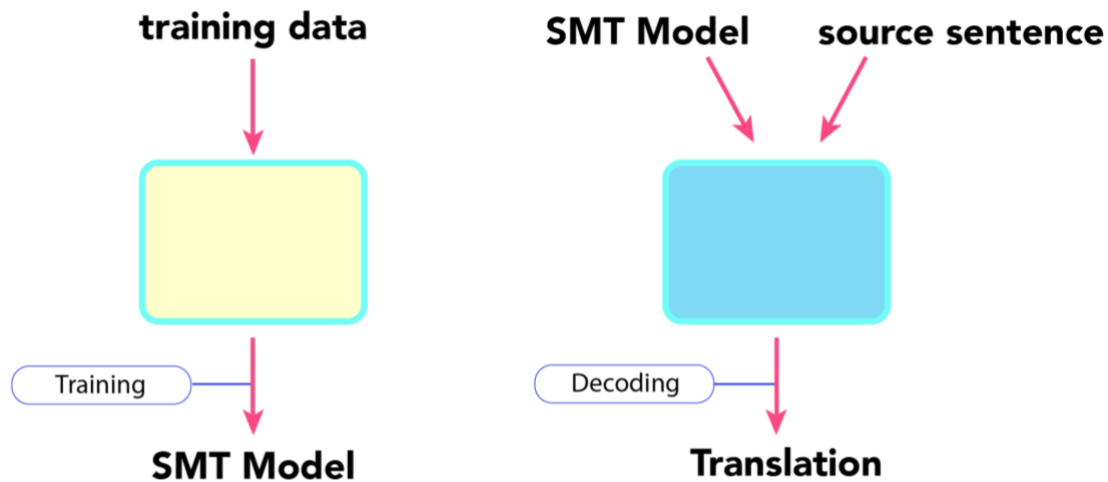 training data
Training
SMT Model
SMT Model
source sentence
Decoding
Translation